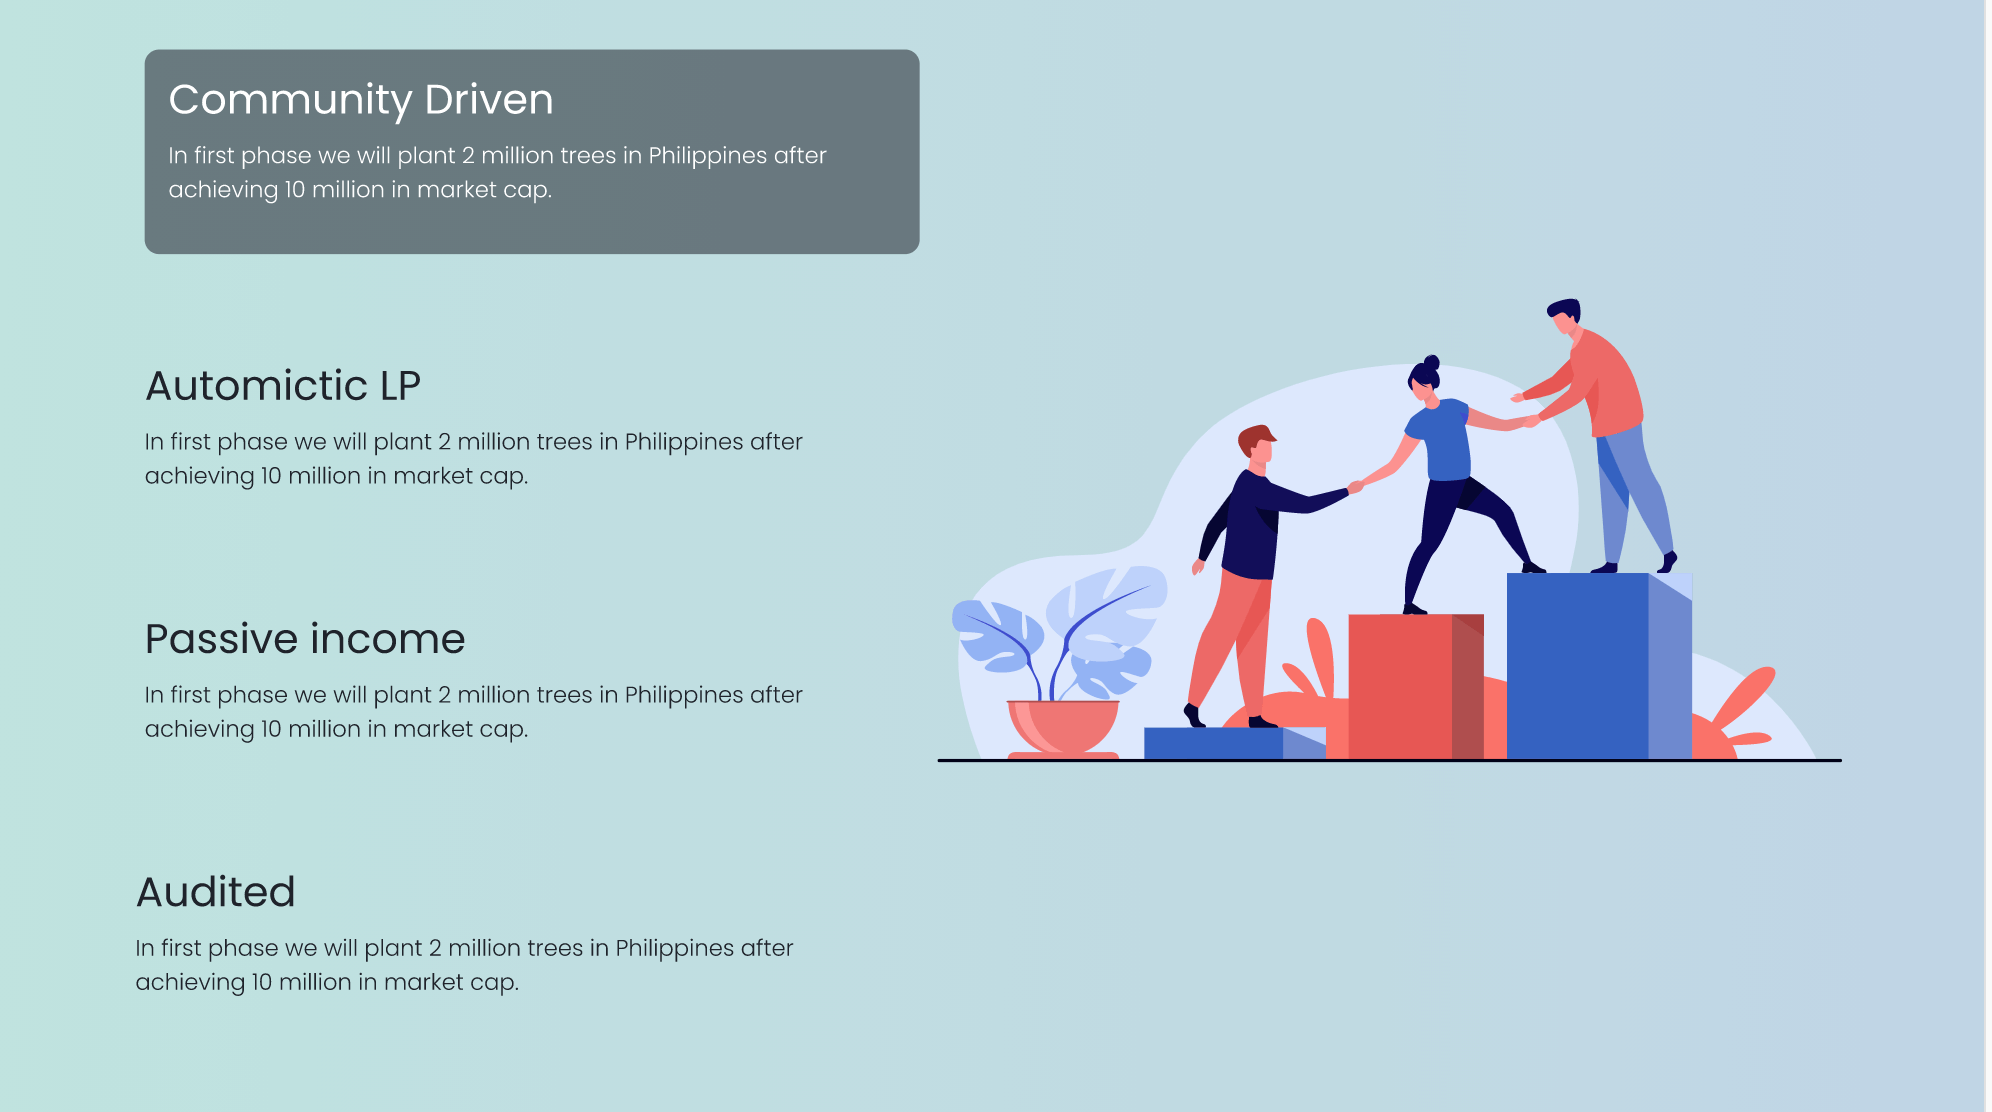 Community Driven
In first phase we will plant 2 million trees in Philippines after
achieving 10 million in market cap.
Automictic LP
In first phase we will plant 2 million trees in Philippines after
achieving 10 million in market cap.
Passive income
In first phase we will plant 2 million trees in Philippines after
achieving 10 million in market cap.
Audited
In first phase we will plant 2 million trees in Philippines after
achieving 10 million in market cap.